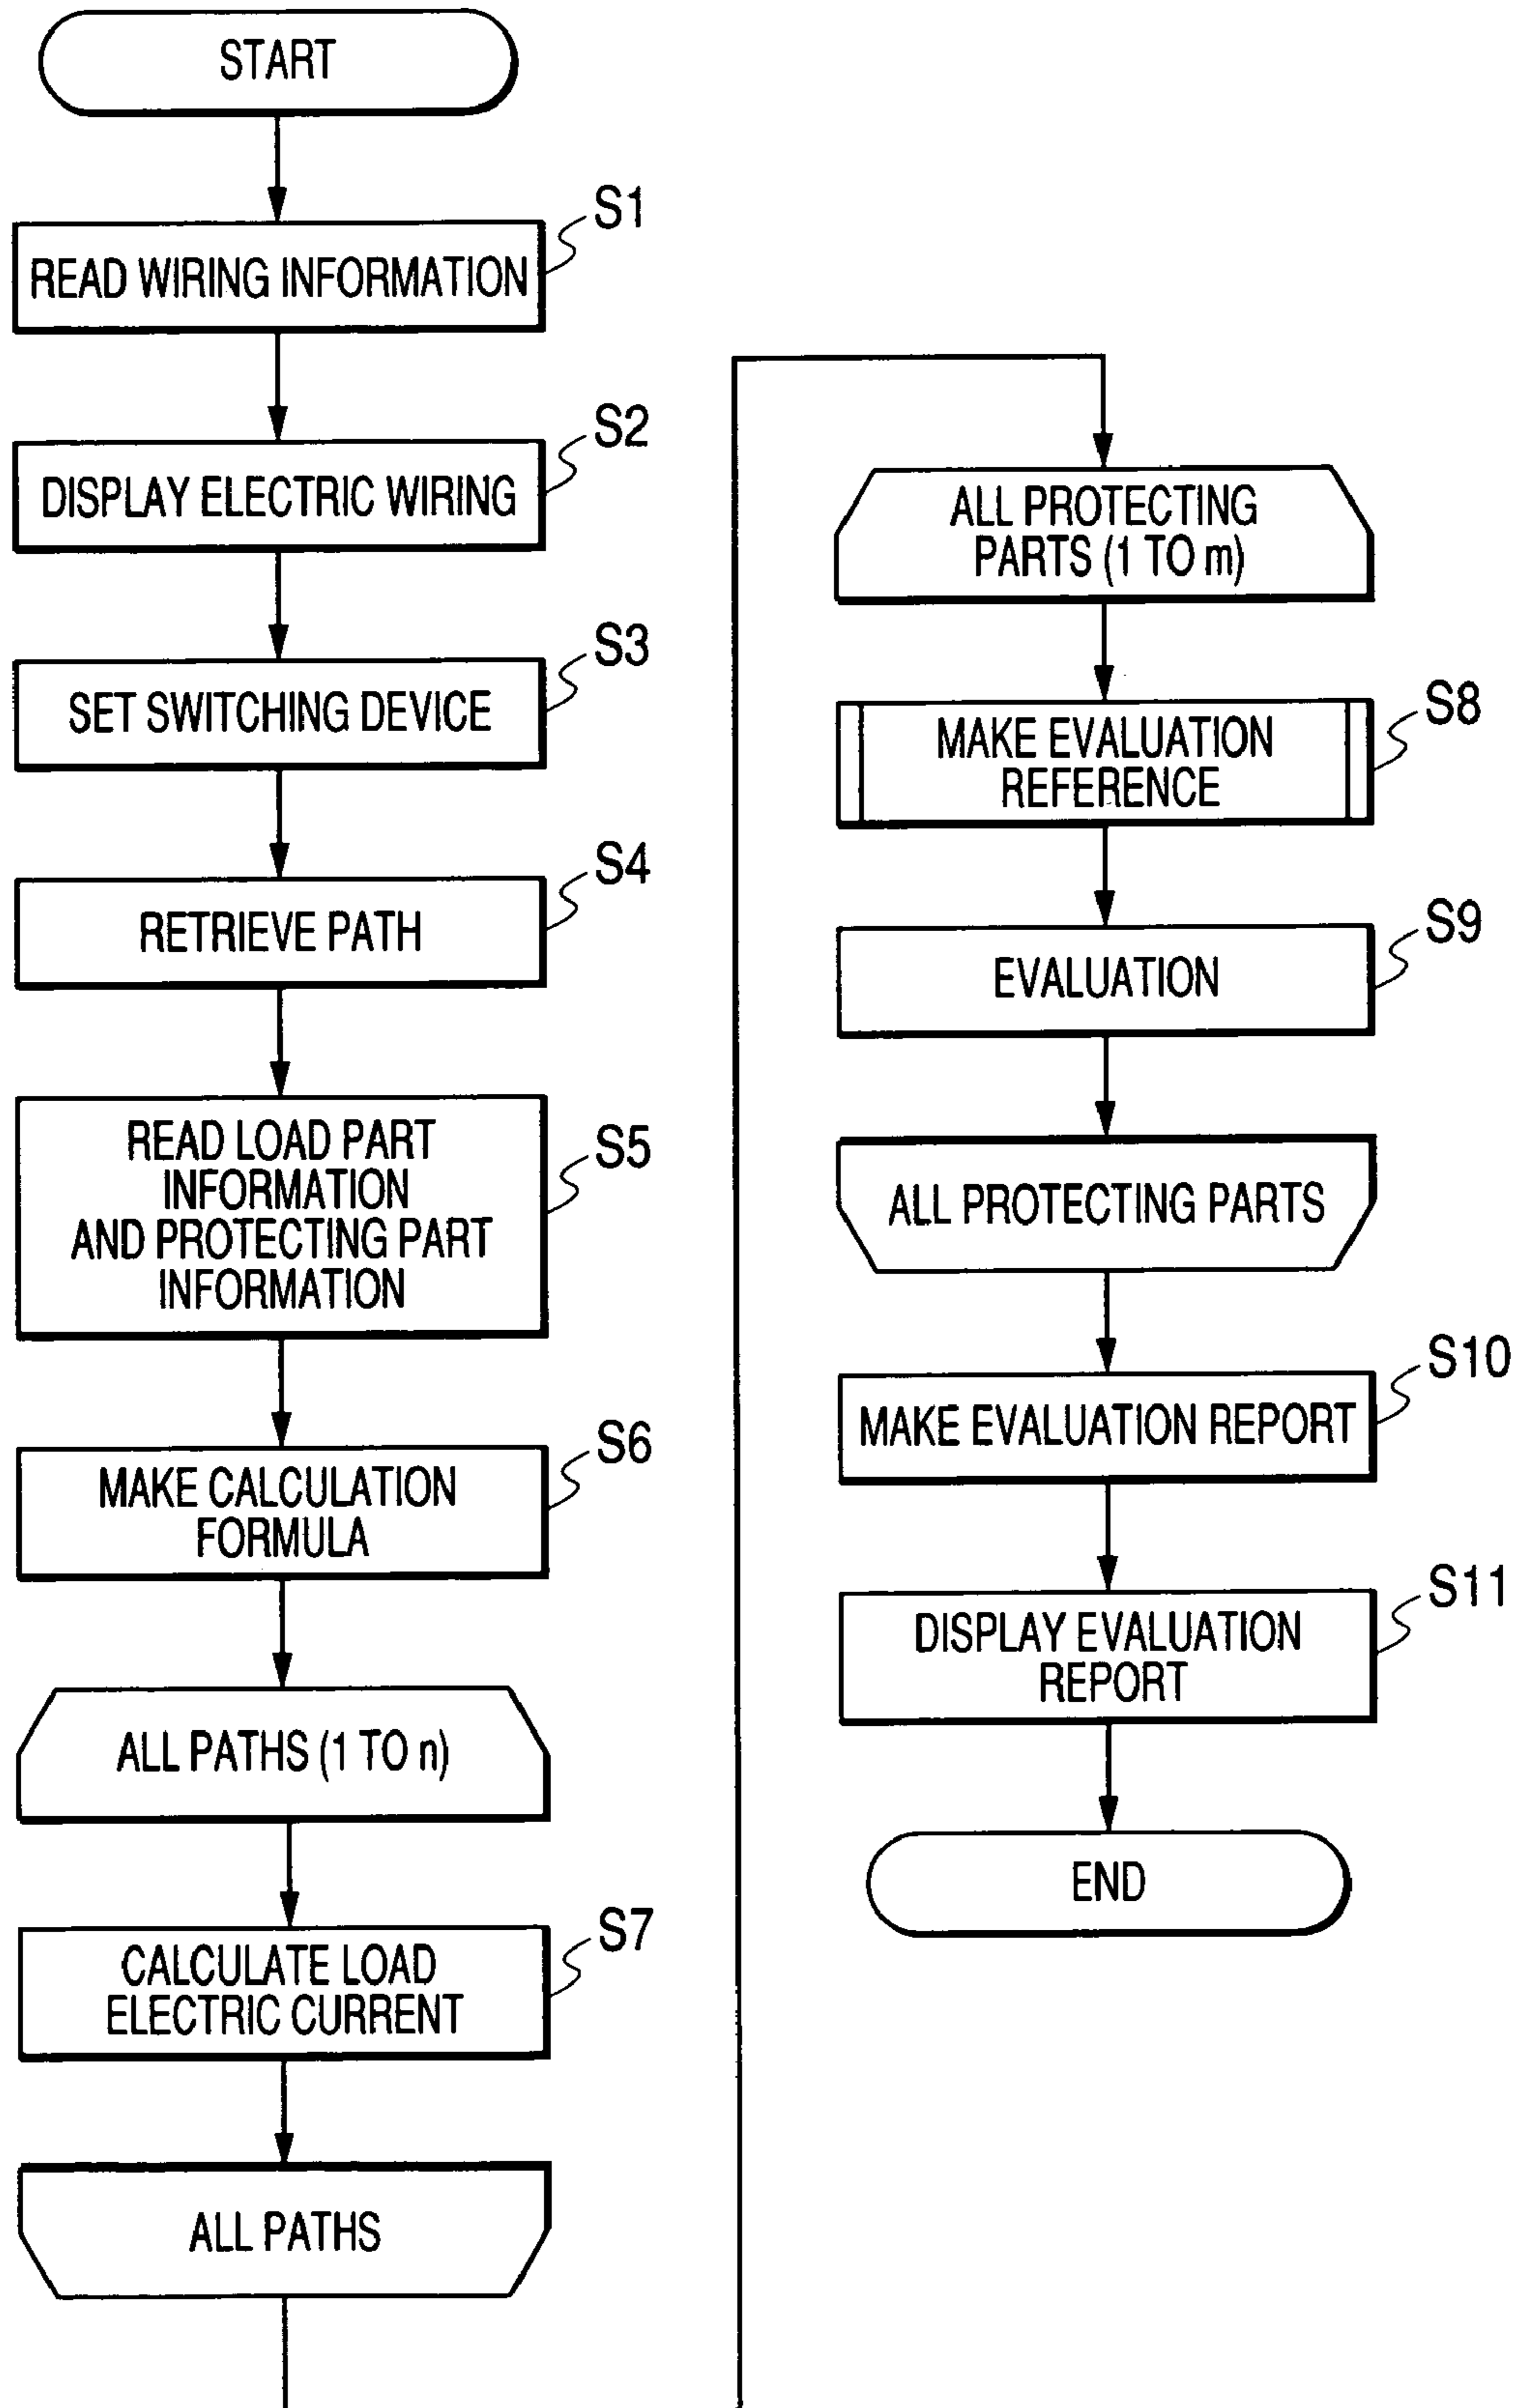 START
S1
READ WIRING INFORMATION
S2
DISPLAY ELECTRIC WIRING
S3
SET SWITCHING DEVICE
S4
RETRIEVE PATH
S5
READ LOAD PART
INFORMATION
AND PROTECTING PART
INFORMATION
S6
MAKE CALCULATION
FORMULA
ALL PATHS (1 TO n)
S7
CALCULATE LOAD
ELECTRIC CURRENT
ALL PATHS
ALL PROTECTING
PARTS (1 TO m)
S8
MAKE EVALUATION
REFERENCE
S9
EVALUATION
ALL PROTECTING PARTS
S10
MAKE EVALUATION REPORT
S11
DISPLAY EVALUATION
REPORT
END